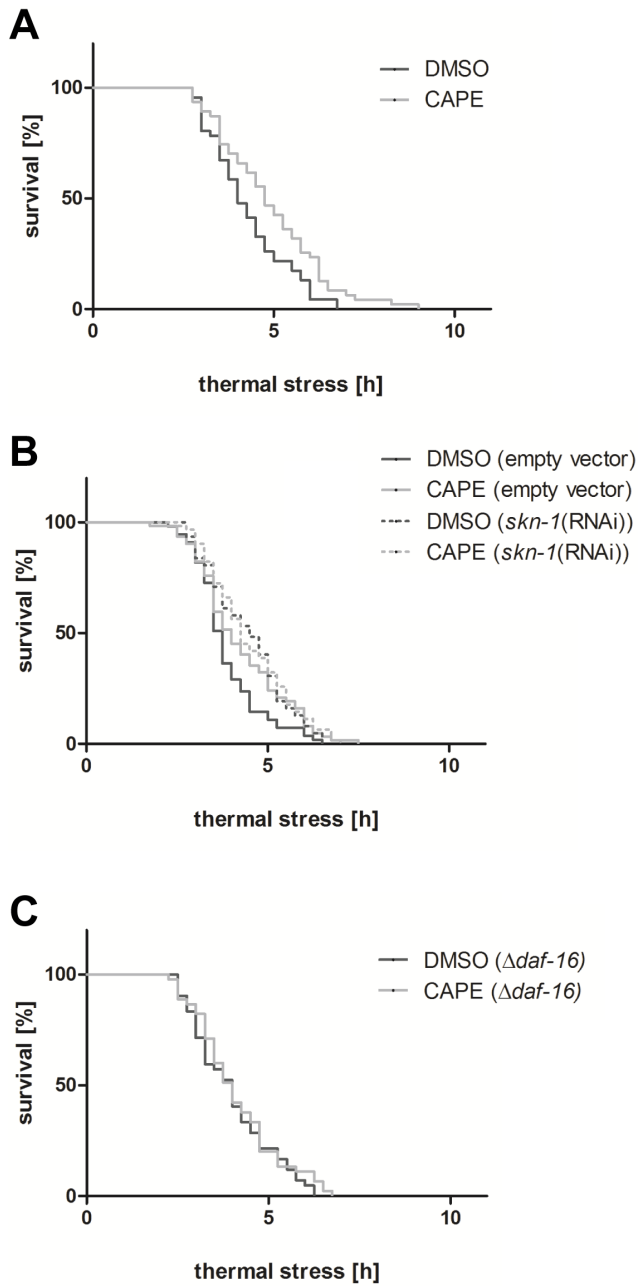 A
DMSO
CAPE
survival [%]
100
50
0
0 5 10
thermal stress [h]
B
DMSO (empty vector)
CAPE (empty vector)
DMSO (skn-1(RNAi))
CAPE (skn-1(RNAi))
survival [%]
100
50
0
0 5 10
thermal stress [h]
C
DMSO (Δdaf-16)
CAPE (Δdaf-16)
survival [%]
100
50
0
0 5 10
thermal stress [h]